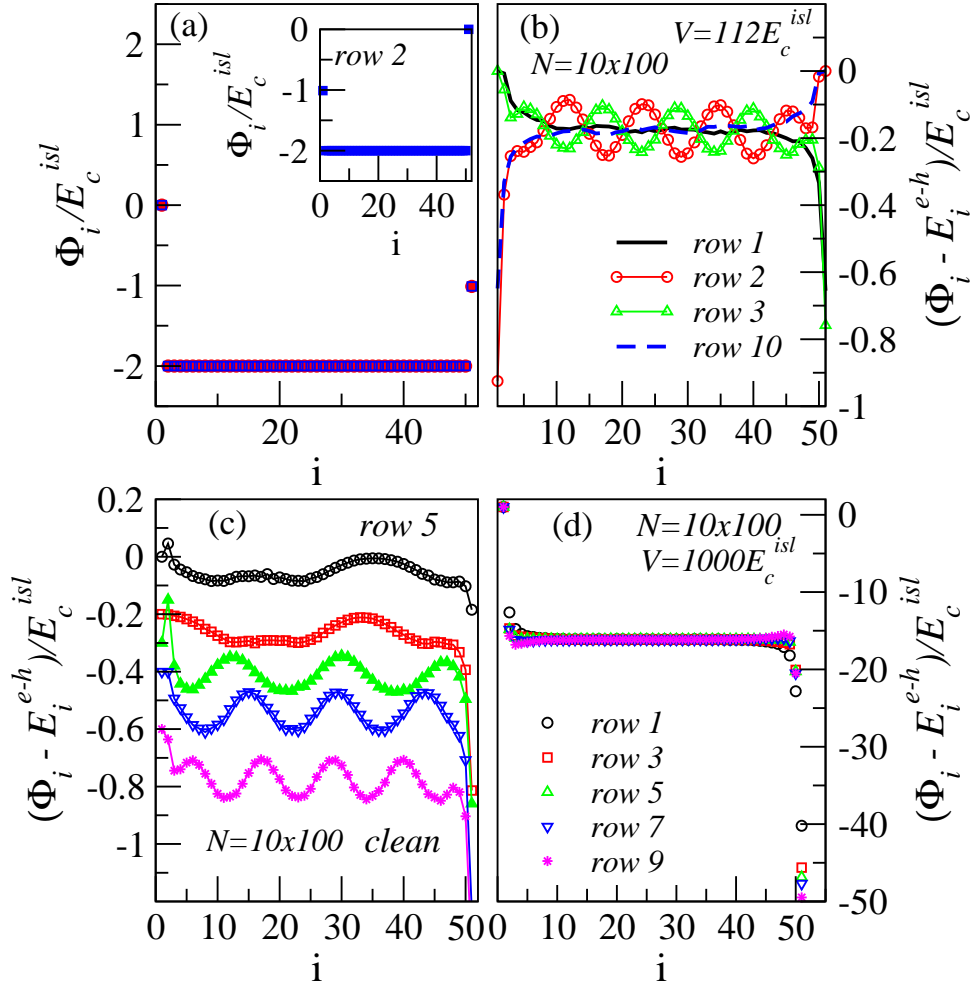 (a)
2
1
0
-1
-2
Φi/Ec^isl
0 20 40
i
row 2
0
-1
-2
Φi/Ec^isl
0 20 40
i
(b)
V=112Ec^isl
N=10x100
row 1
row 2
row 3
row 10
0
-0.2
-0.4
-0.6
-0.8
-1
(Φi - Ei^e-h)/Ec^isl
10 20 30 40 50
i
(c)
row 5
0.2
0
-0.2
-0.4
-0.6
-0.8
-1
(Φi - Ei^e-h)/Ec^isl
N=10x100 clean
0 10 20 30 40 50
i
(d)
N=10x100
V=1000Ec^isl
row 1
row 3
row 5
row 7
row 9
0
-10
-20
-30
-40
-50
(Φi - Ei^e-h)/Ec^isl
0 10 20 30 40 50
i